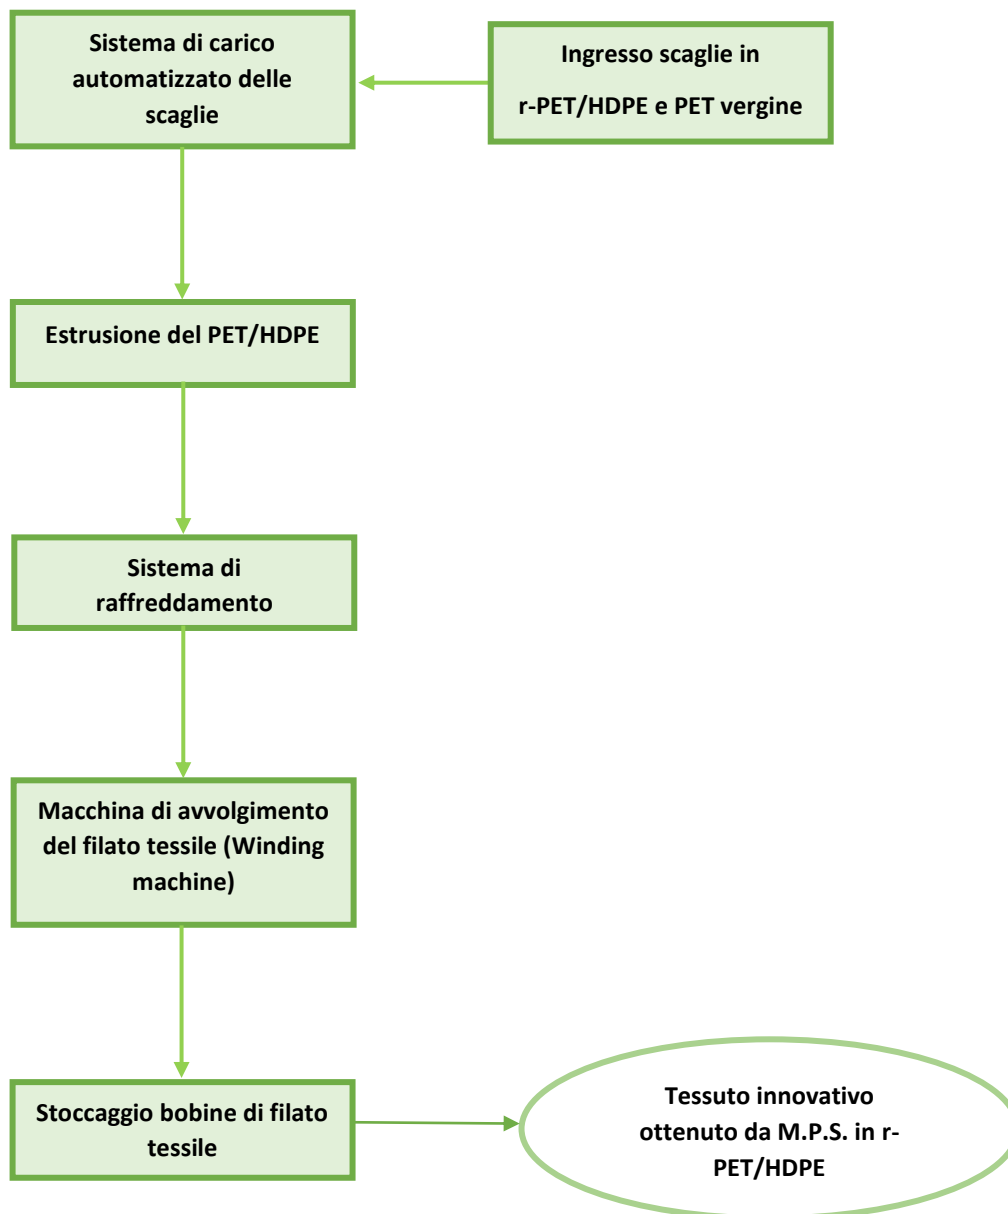 Sistema di carico
automatizzato delle
scaglie
Ingresso scaglie in
r-PET/HDPE e PET vergine
Estrusione del PET/HDPE
Sistema di
raffreddamento
Macchina di avvolgimento
del filato tessile (Winding
machine)
Stoccaggio bobine di filato
tessile
Tessuto innovativo
ottenuto da M.P.S. in r-
PET/HDPE